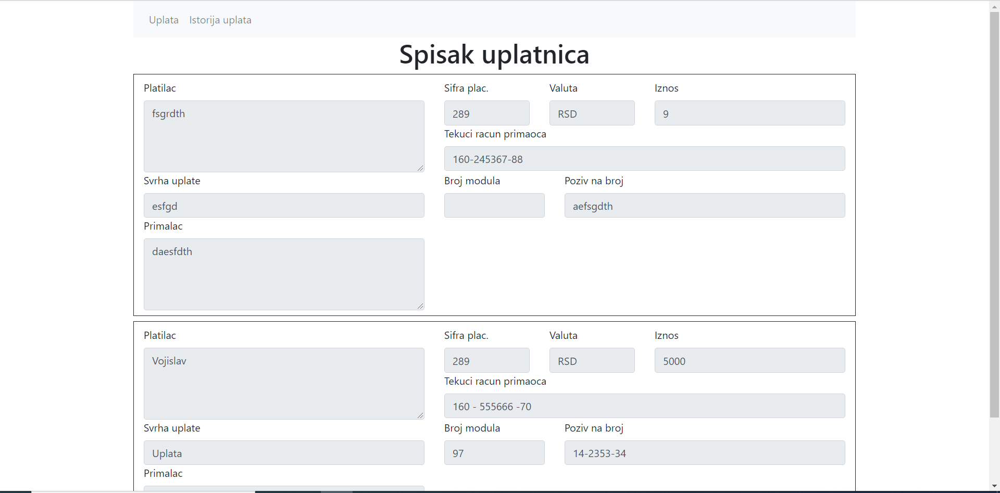 Uplata Istorija uplata
Spisak uplatnica
Platilac
fsgrdth
Svrha uplate
esfgd
Primalac
daesfdth
Sifra plac. Valuta Iznos
289 RSD 9
Tekuci racun primaoca
160-245367-88
Broj modula Poziv na broj
aefsgdth
Platilac
Vojislav
Svrha uplate
Uplata
Primalac
Sifra plac. Valuta Iznos
289 RSD 5000
Tekuci racun primaoca
160 - 555666 -70
Broj modula Poziv na broj
97 14-2353-34